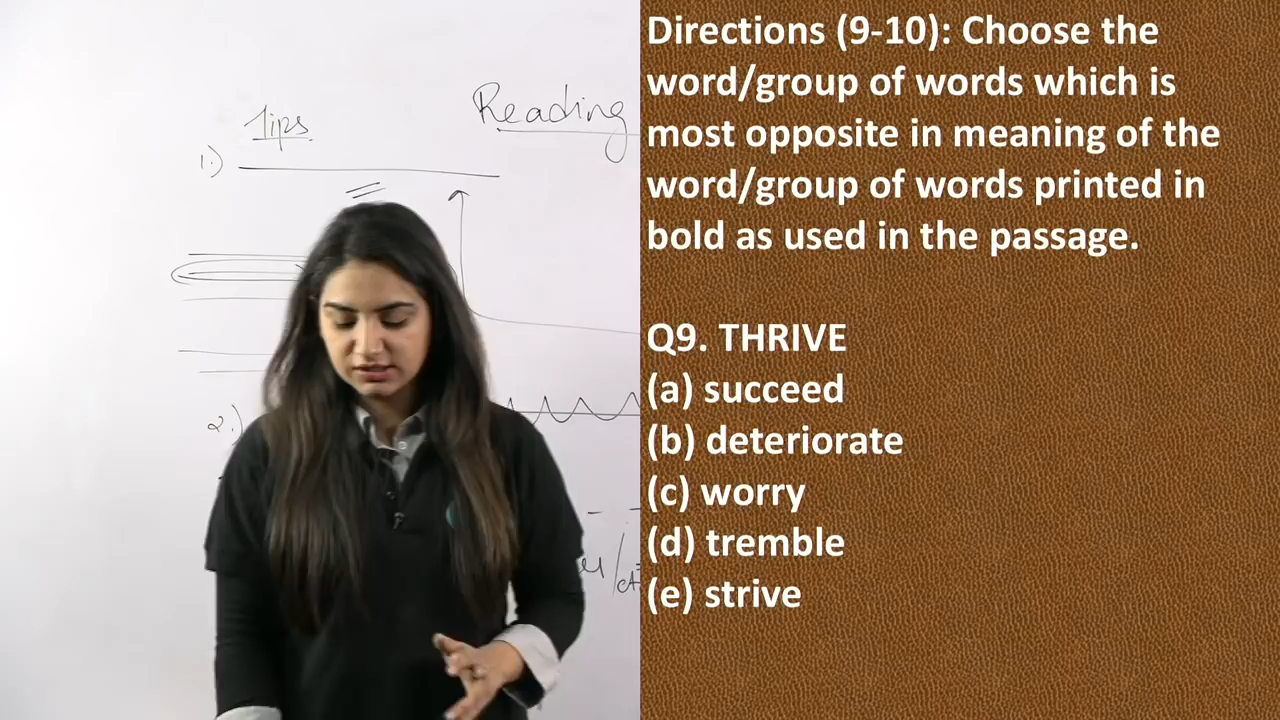 Tips
Reading
1.)
2.)
Directions (9-10): Choose the
word/group of words which is
most opposite in meaning of the
word/group of words printed in
bold as used in the passage.
Q9. THRIVE
(a) succeed
(b) deteriorate
(c) worry
(d) tremble
(e) strive